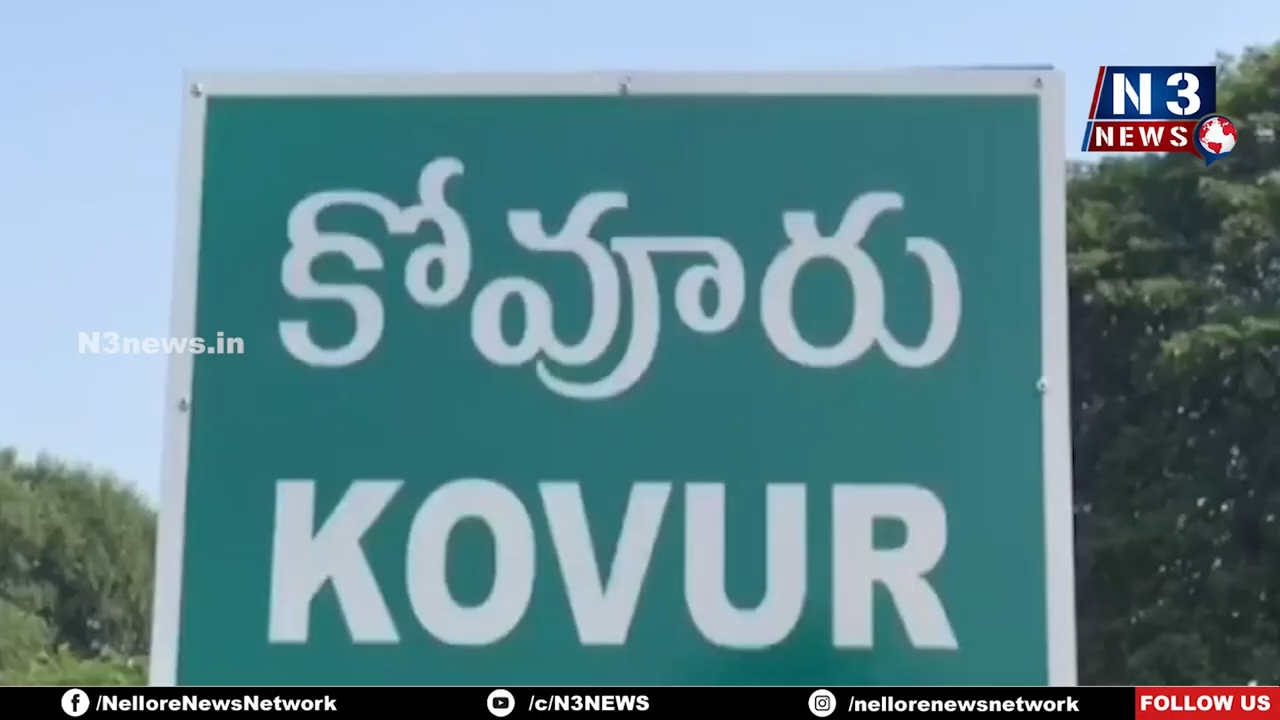 N3
NEWS
కోవూరు
N3news.in
KOVUR
/NelloreNewsNetwork
/c/N3NEWS
/nellorenewsnetwork
FOLLOW US